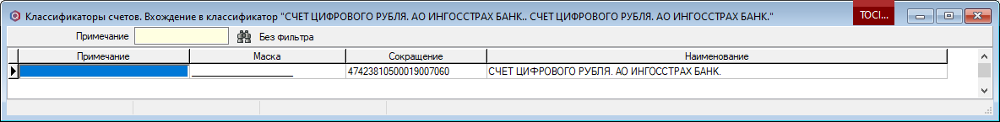 Классификаторы счетов. Вхождение в классификатор "СЧЕТ ЦИФРОВОГО РУБЛЯ. АО ИНГОССТРАХ БАНК.. СЧЕТ ЦИФРОВОГО РУБЛЯ. АО ИНГОССТРАХ БАНК." TOCI...
Примечание Без фильтра
Примечание Маска Сокращение Наименование
47423810500019007060 СЧЕТ ЦИФРОВОГО РУБЛЯ. АО ИНГОССТРАХ БАНК.